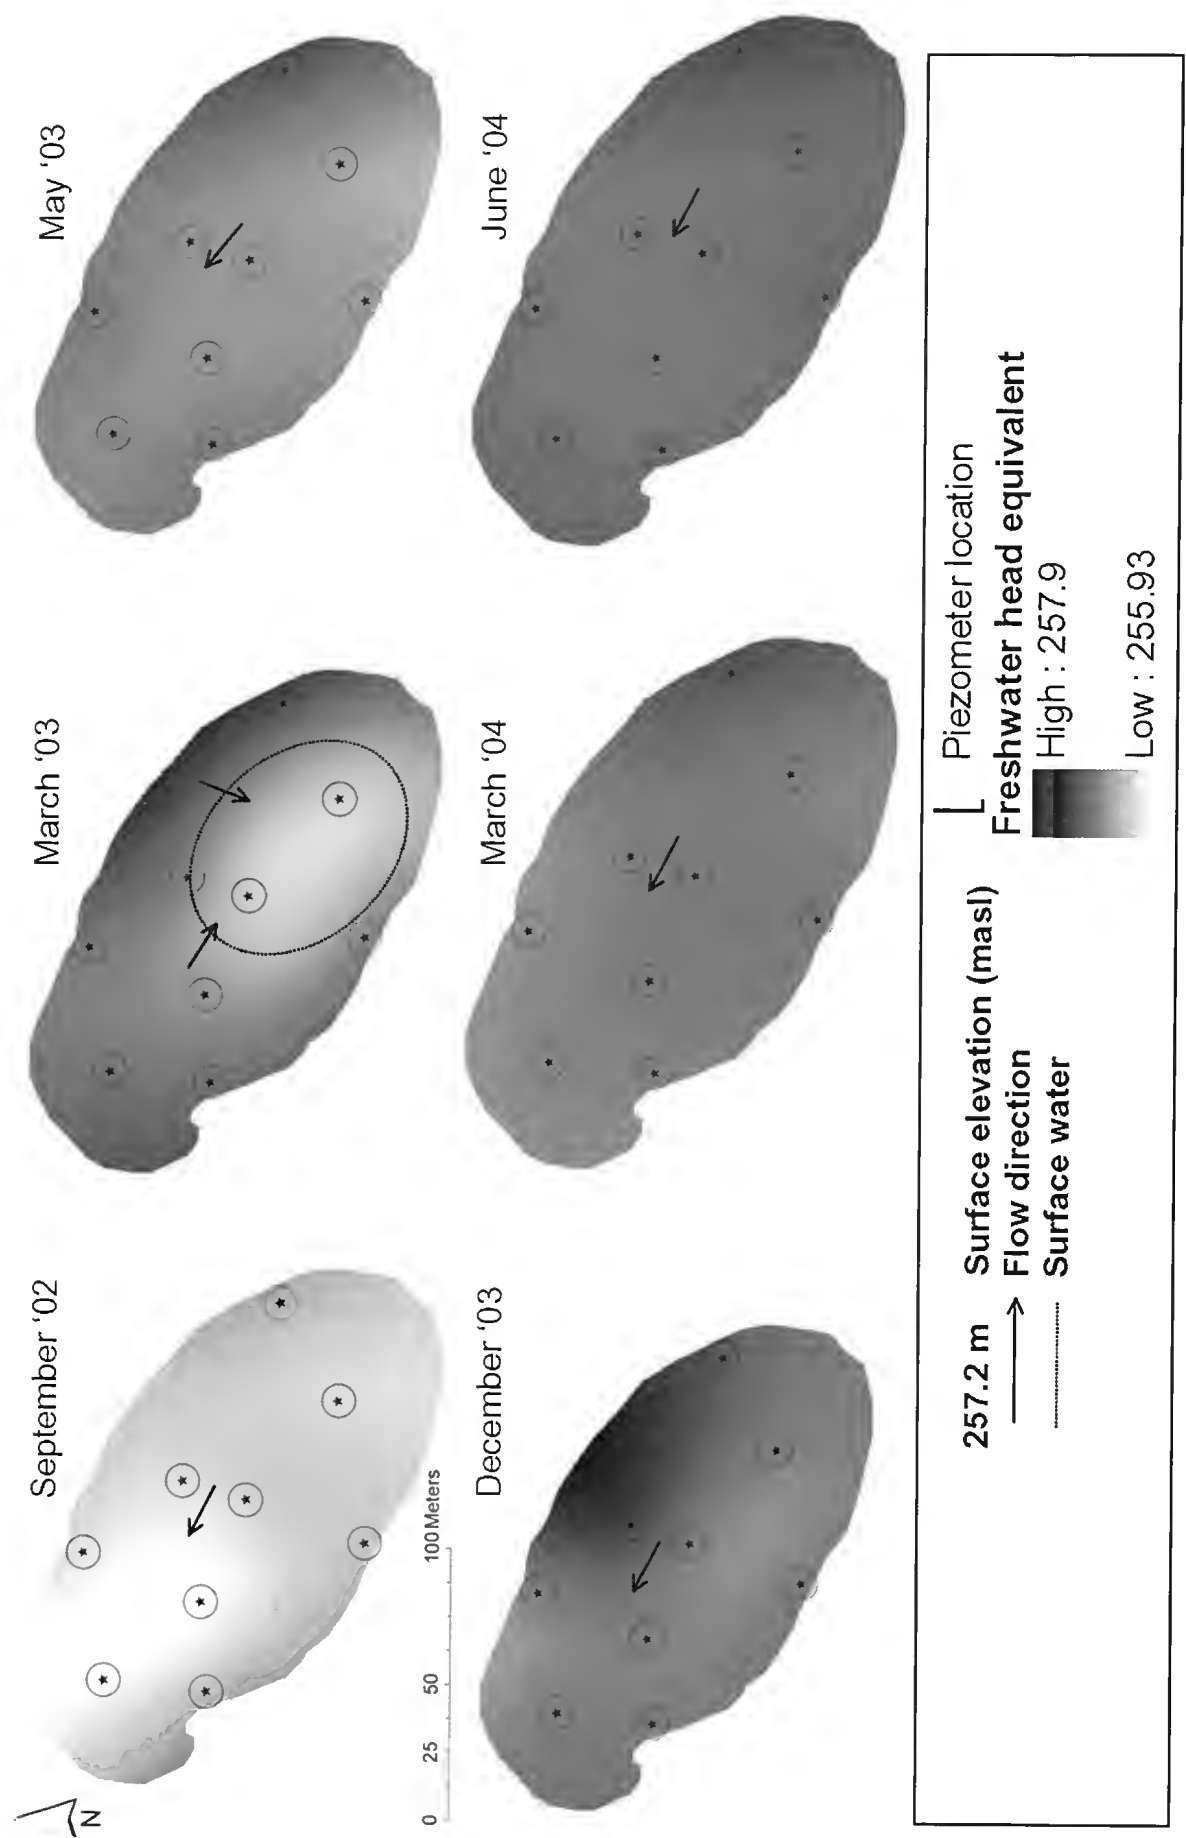 September '02
March '03
May '03
N
0 25 50 100 Meters
December '03
March '04
June '04
257.2 m Surface elevation (masl)
Flow direction
Surface water
Piezometer location
Freshwater head equivalent
High : 257.9
Low : 255.93